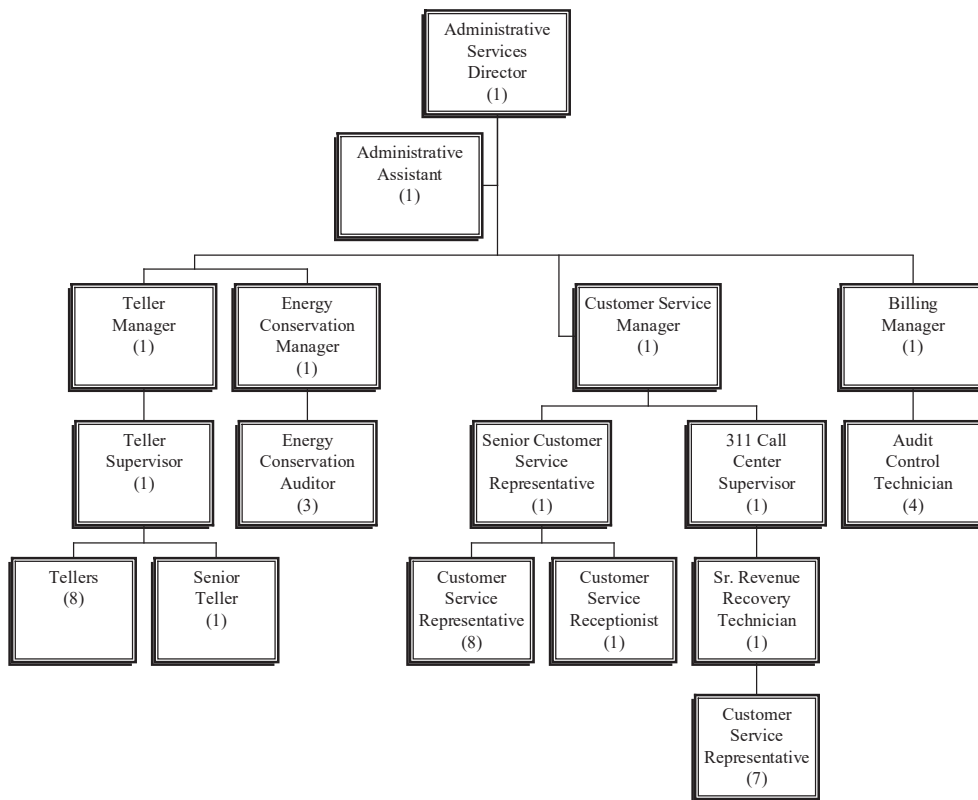 Administrative
Services
Director
(1)
Administrative
Assistant
(1)
Teller
Manager
(1)
Energy
Conservation
Manager
(1)
Customer Service
Manager
(1)
Billing
Manager
(1)
Teller
Supervisor
(1)
Energy
Conservation
Auditor
(3)
Senior Customer
Service
Representative
(1)
311 Call
Center
Supervisor
(1)
Audit
Control
Technician
(4)
Tellers
(8)
Senior
Teller
(1)
Customer
Service
Representative
(8)
Customer
Service
Receptionist
(1)
Sr. Revenue
Recovery
Technician
(1)
Customer
Service
Representative
(7)